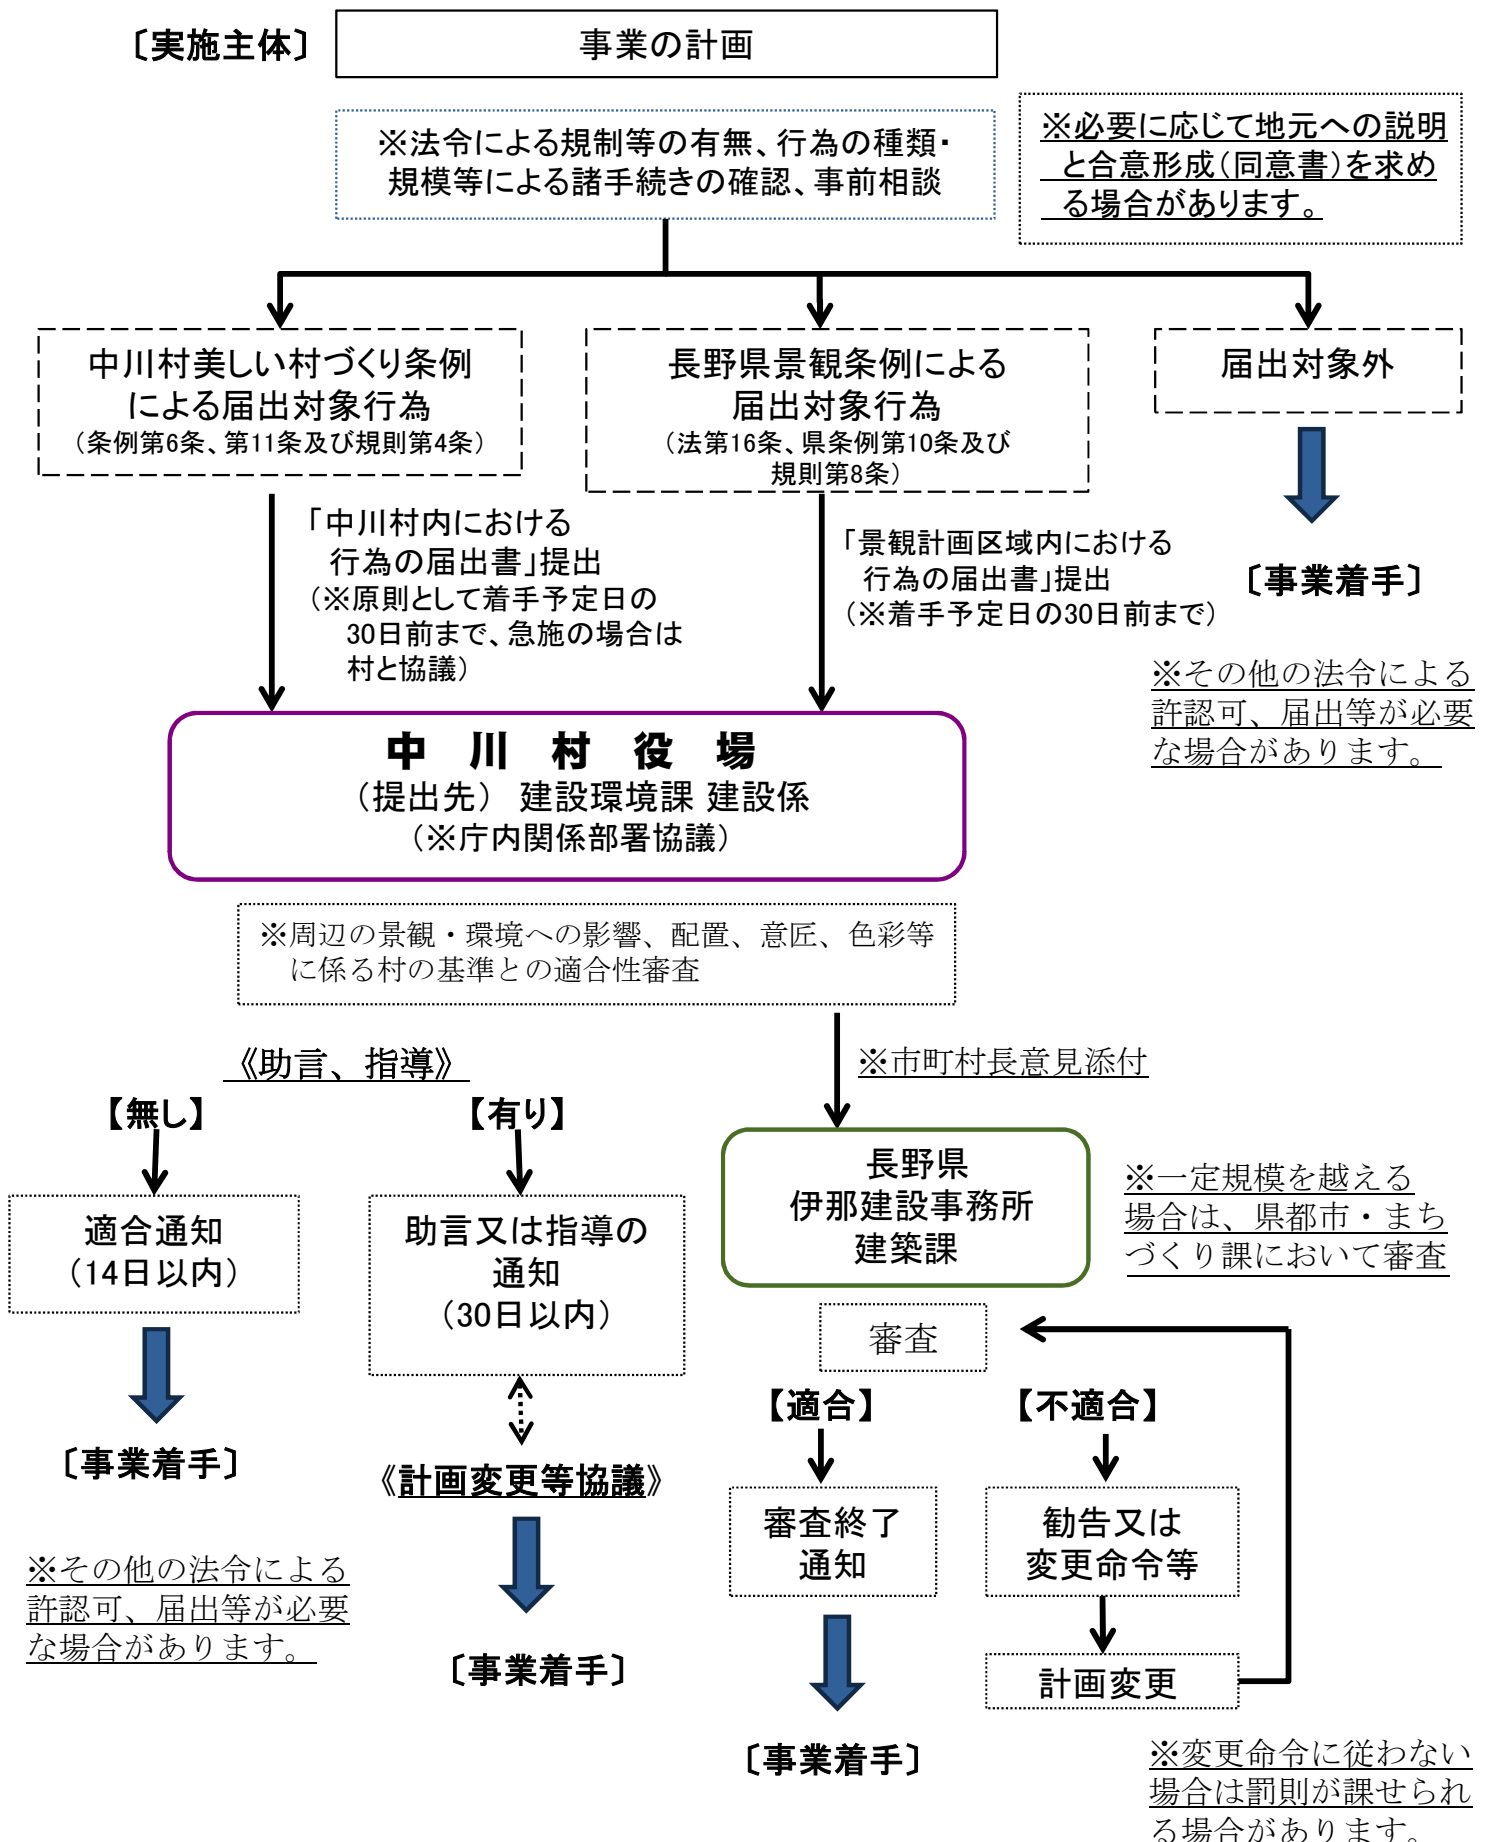 〔実施主体〕
事業の計画
※法令による規制等の有無、行為の種類・
規模等による諸手続きの確認、事前相談
※必要に応じて地元への説明
と合意形成（同意書）を求め
る場合があります。
中川村美しい村づくり条例
による届出対象行為
（条例第6条、第11条及び規則第4条）
長野県景観条例による
届出対象行為
（法第16条、県条例第10条及び
規則第8条）
届出対象外
「中川村内における
行為の届出書」提出
（※原則として着手予定日の
30日前まで、急施の場合は
村と協議）
「景観計画区域内における
行為の届出書」提出
（※着手予定日の30日前まで）
〔事業着手〕
※その他の法令による
許認可、届出等が必要
な場合があります。
中川村役場
（提出先） 建設環境課 建設係
（※庁内関係部署協議）
※周辺の景観・環境への影響、配置、意匠、色彩等
に係る村の基準との適合性審査
《助言、指導》
※市町村長意見添付
【無し】
【有り】
長野県
伊那建設事務所
建築課
※一定規模を越える
場合は、県都市・まち
づくり課において審査
適合通知
（14日以内）
助言又は指導の
通知
（30日以内）
審査
【適合】
【不適合】
〔事業着手〕
《計画変更等協議》
審査終了
通知
勧告又は
変更命令等
※その他の法令による
許認可、届出等が必要
な場合があります。
〔事業着手〕
計画変更
〔事業着手〕
※変更命令に従わない
場合は罰則が課せられ
る場合があります。